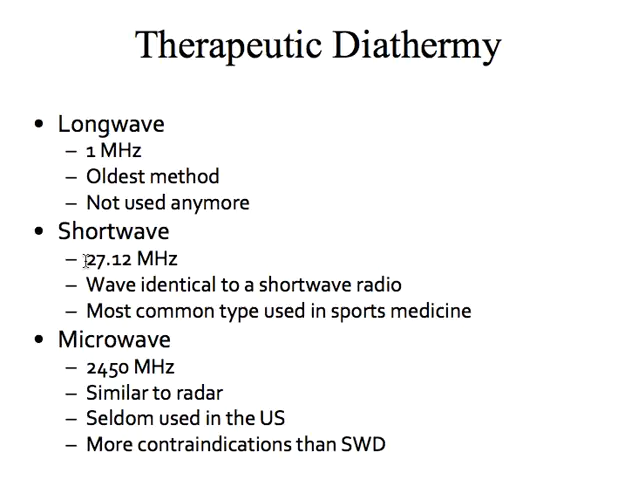 Therapeutic Diathermy
• Longwave
– 1 MHz
– Oldest method
– Not used anymore
• Shortwave
– 27.12 MHz
– Wave identical to a shortwave radio
– Most common type used in sports medicine
• Microwave
– 2450 MHz
– Similar to radar
– Seldom used in the US
– More contraindications than SWD